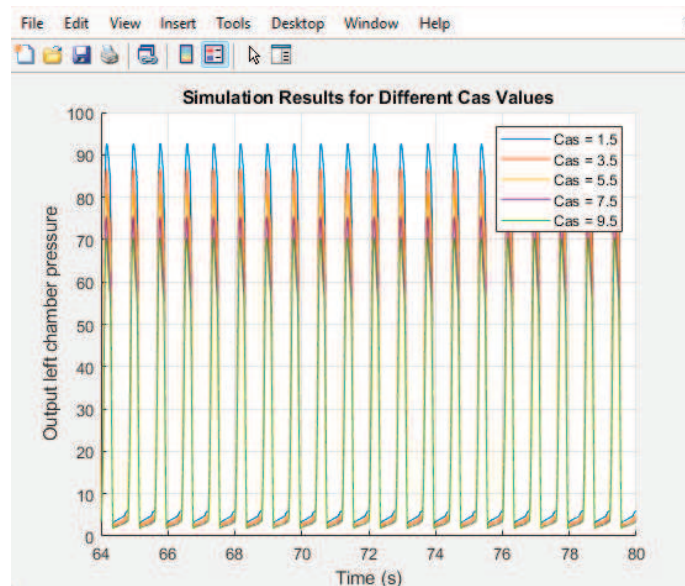 File Edit View Insert Tools Desktop Window Help
Simulation Results for Different Cas Values
100
90
80
70
60
50
40
30
20
10
0
Output left chamber pressure
Cas = 1.5
Cas = 3.5
Cas = 5.5
Cas = 7.5
Cas = 9.5
64 66 68 70 72 74 76 78 80
Time (s)